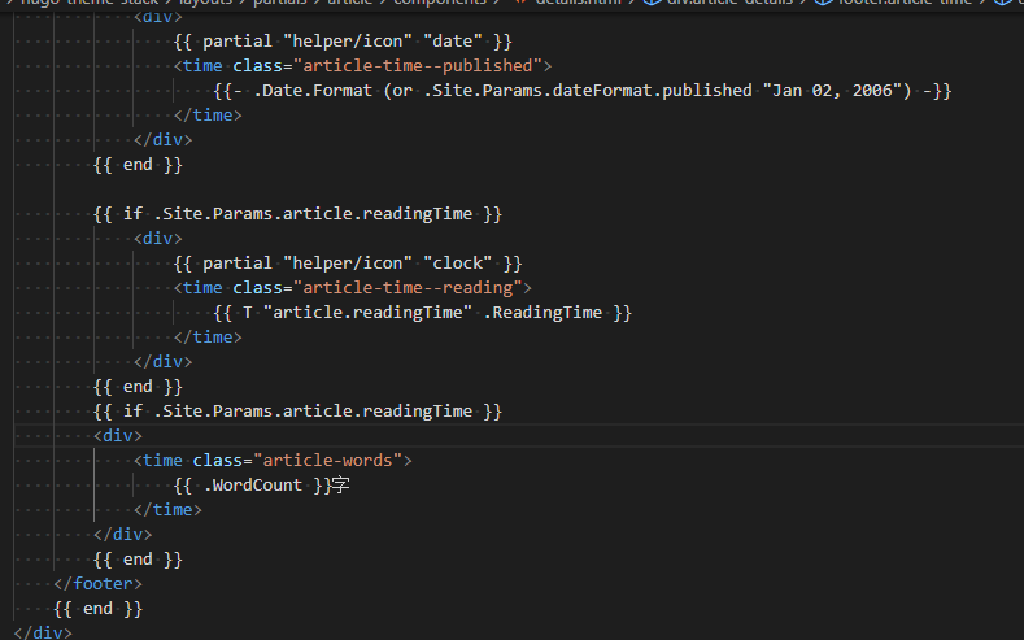 hugo-theme-stack > layouts > partials > article > components > details.html > div.article-details > footer.article-time >
<div>
{{ partial "helper/icon" "date" }}
<time class="article-time--published">
{{- .Date.Format (or .Site.Params.dateFormat.published "Jan 02, 2006") -}}
</time>
</div>
{{ end }}
{{ if .Site.Params.article.readingTime }}
<div>
{{ partial "helper/icon" "clock" }}
<time class="article-time--reading">
{{ T "article.readingTime" .ReadingTime }}
</time>
</div>
{{ end }}
{{ if .Site.Params.article.readingTime }}
<div>
<time class="article-words">
{{ .WordCount }}字
</time>
</div>
{{ end }}
</footer>
{{ end }}
</div>